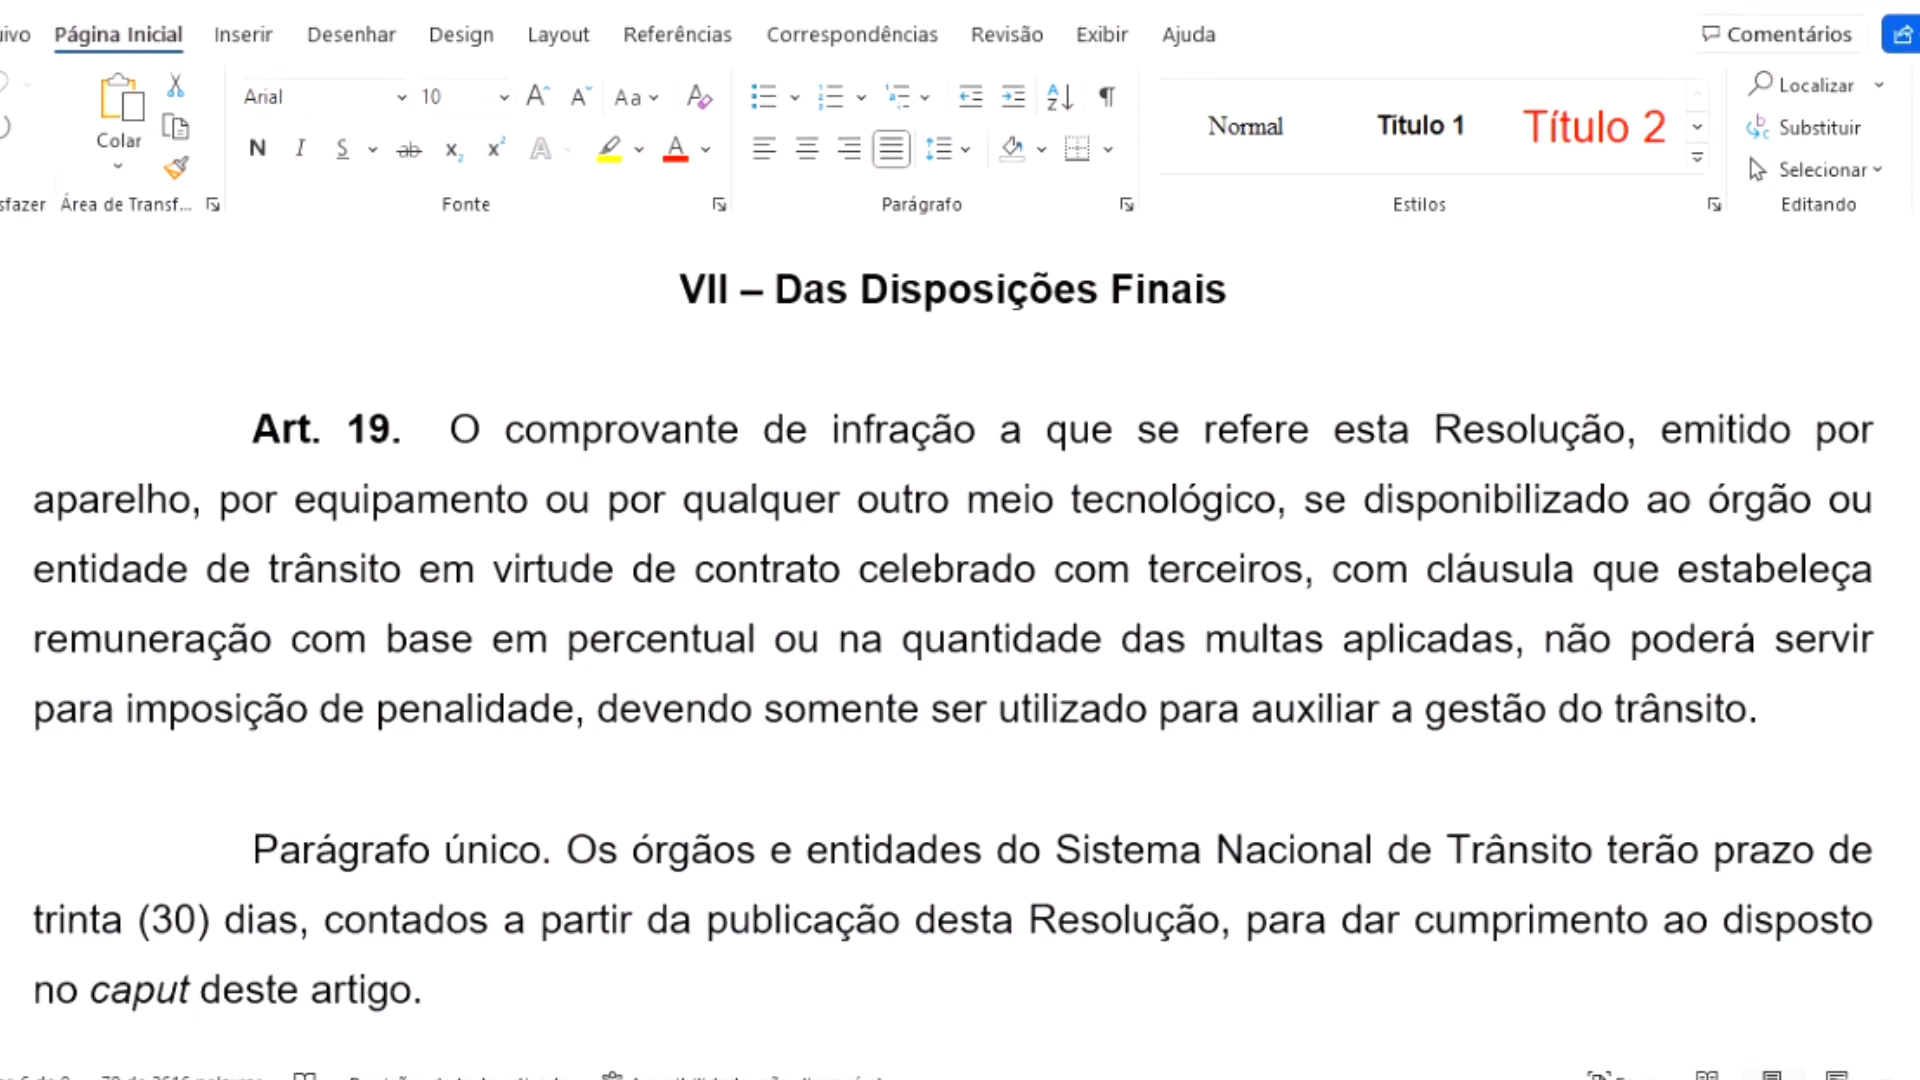 ivo Página Inicial Inserir Desenhar Design Layout Referências Correspondências Revisão Exibir Ajuda Comentários
Arial 10 Aa Localizar
Colar Normal Título 1 Título 2 Substituir
N I S ab x₂ x² A A Selecionar
sfazer Área de Transf... Fonte Parágrafo Estilos Editando
VII – Das Disposições Finais
Art. 19. O comprovante de infração a que se refere esta Resolução, emitido por
aparelho, por equipamento ou por qualquer outro meio tecnológico, se disponibilizado ao órgão ou
entidade de trânsito em virtude de contrato celebrado com terceiros, com cláusula que estabeleça
remuneração com base em percentual ou na quantidade das multas aplicadas, não poderá servir
para imposição de penalidade, devendo somente ser utilizado para auxiliar a gestão do trânsito.
Parágrafo único. Os órgãos e entidades do Sistema Nacional de Trânsito terão prazo de
trinta (30) dias, contados a partir da publicação desta Resolução, para dar cumprimento ao disposto
no caput deste artigo.